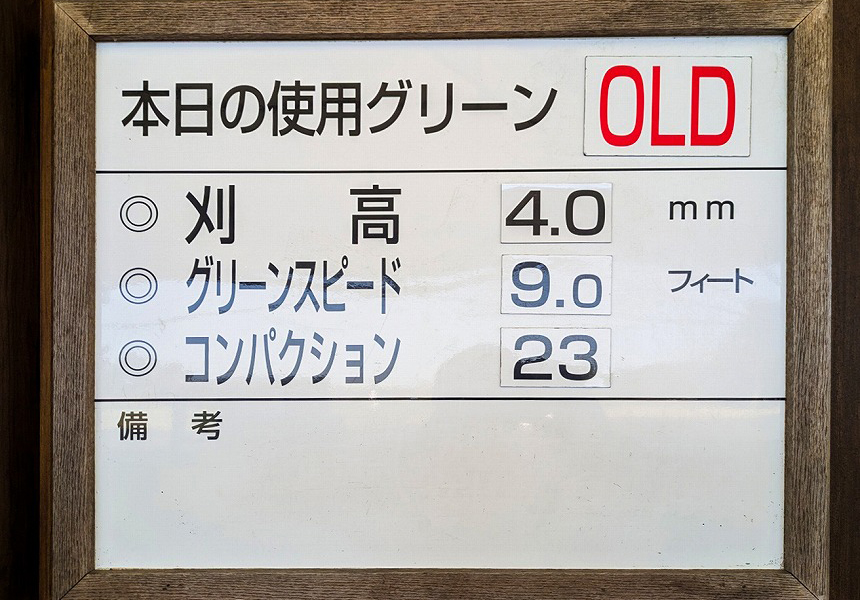 本日の使用グリーン OLD
◎ 刈高 4.0 mm
◎ グリーンスピード 9.0 フィート
◎ コンパクション 23
備考